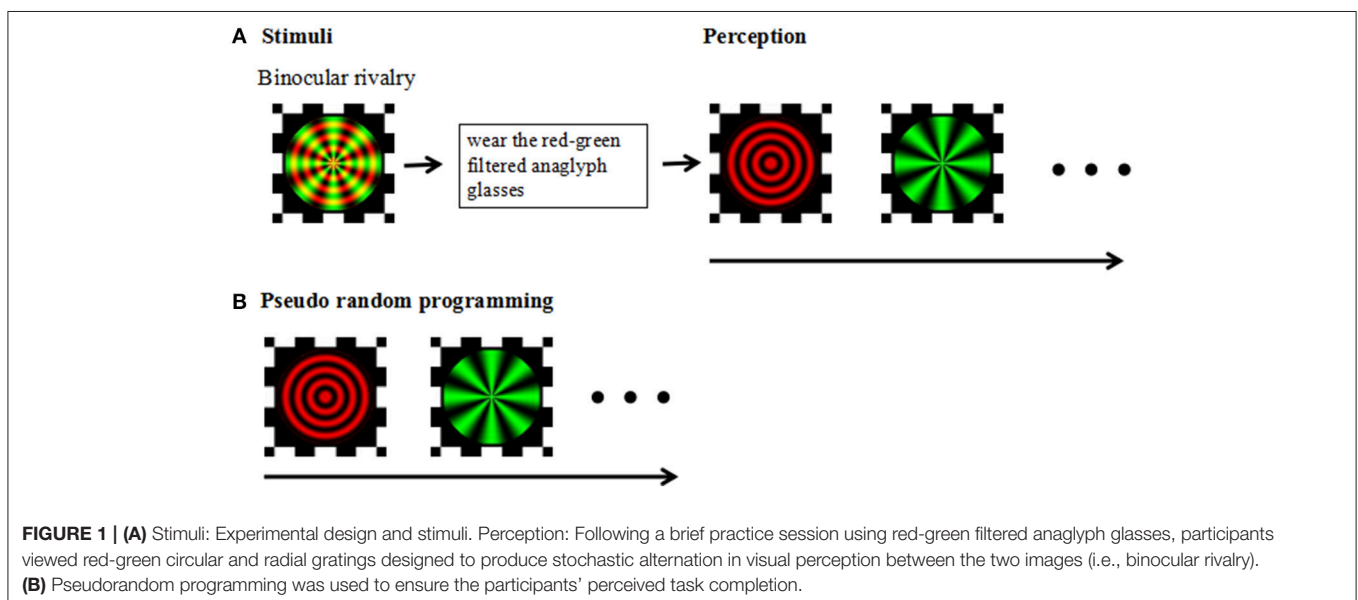 A Stimuli
Perception
Binocular rivalry
wear the red-green
filtered anaglyph
glasses
B Pseudo random programming
FIGURE 1 | (A) Stimuli: Experimental design and stimuli. Perception: Following a brief practice session using red-green filtered anaglyph glasses, participants
viewed red-green circular and radial gratings designed to produce stochastic alternation in visual perception between the two images (i.e., binocular rivalry).
(B) Pseudorandom programming was used to ensure the participants' perceived task completion.